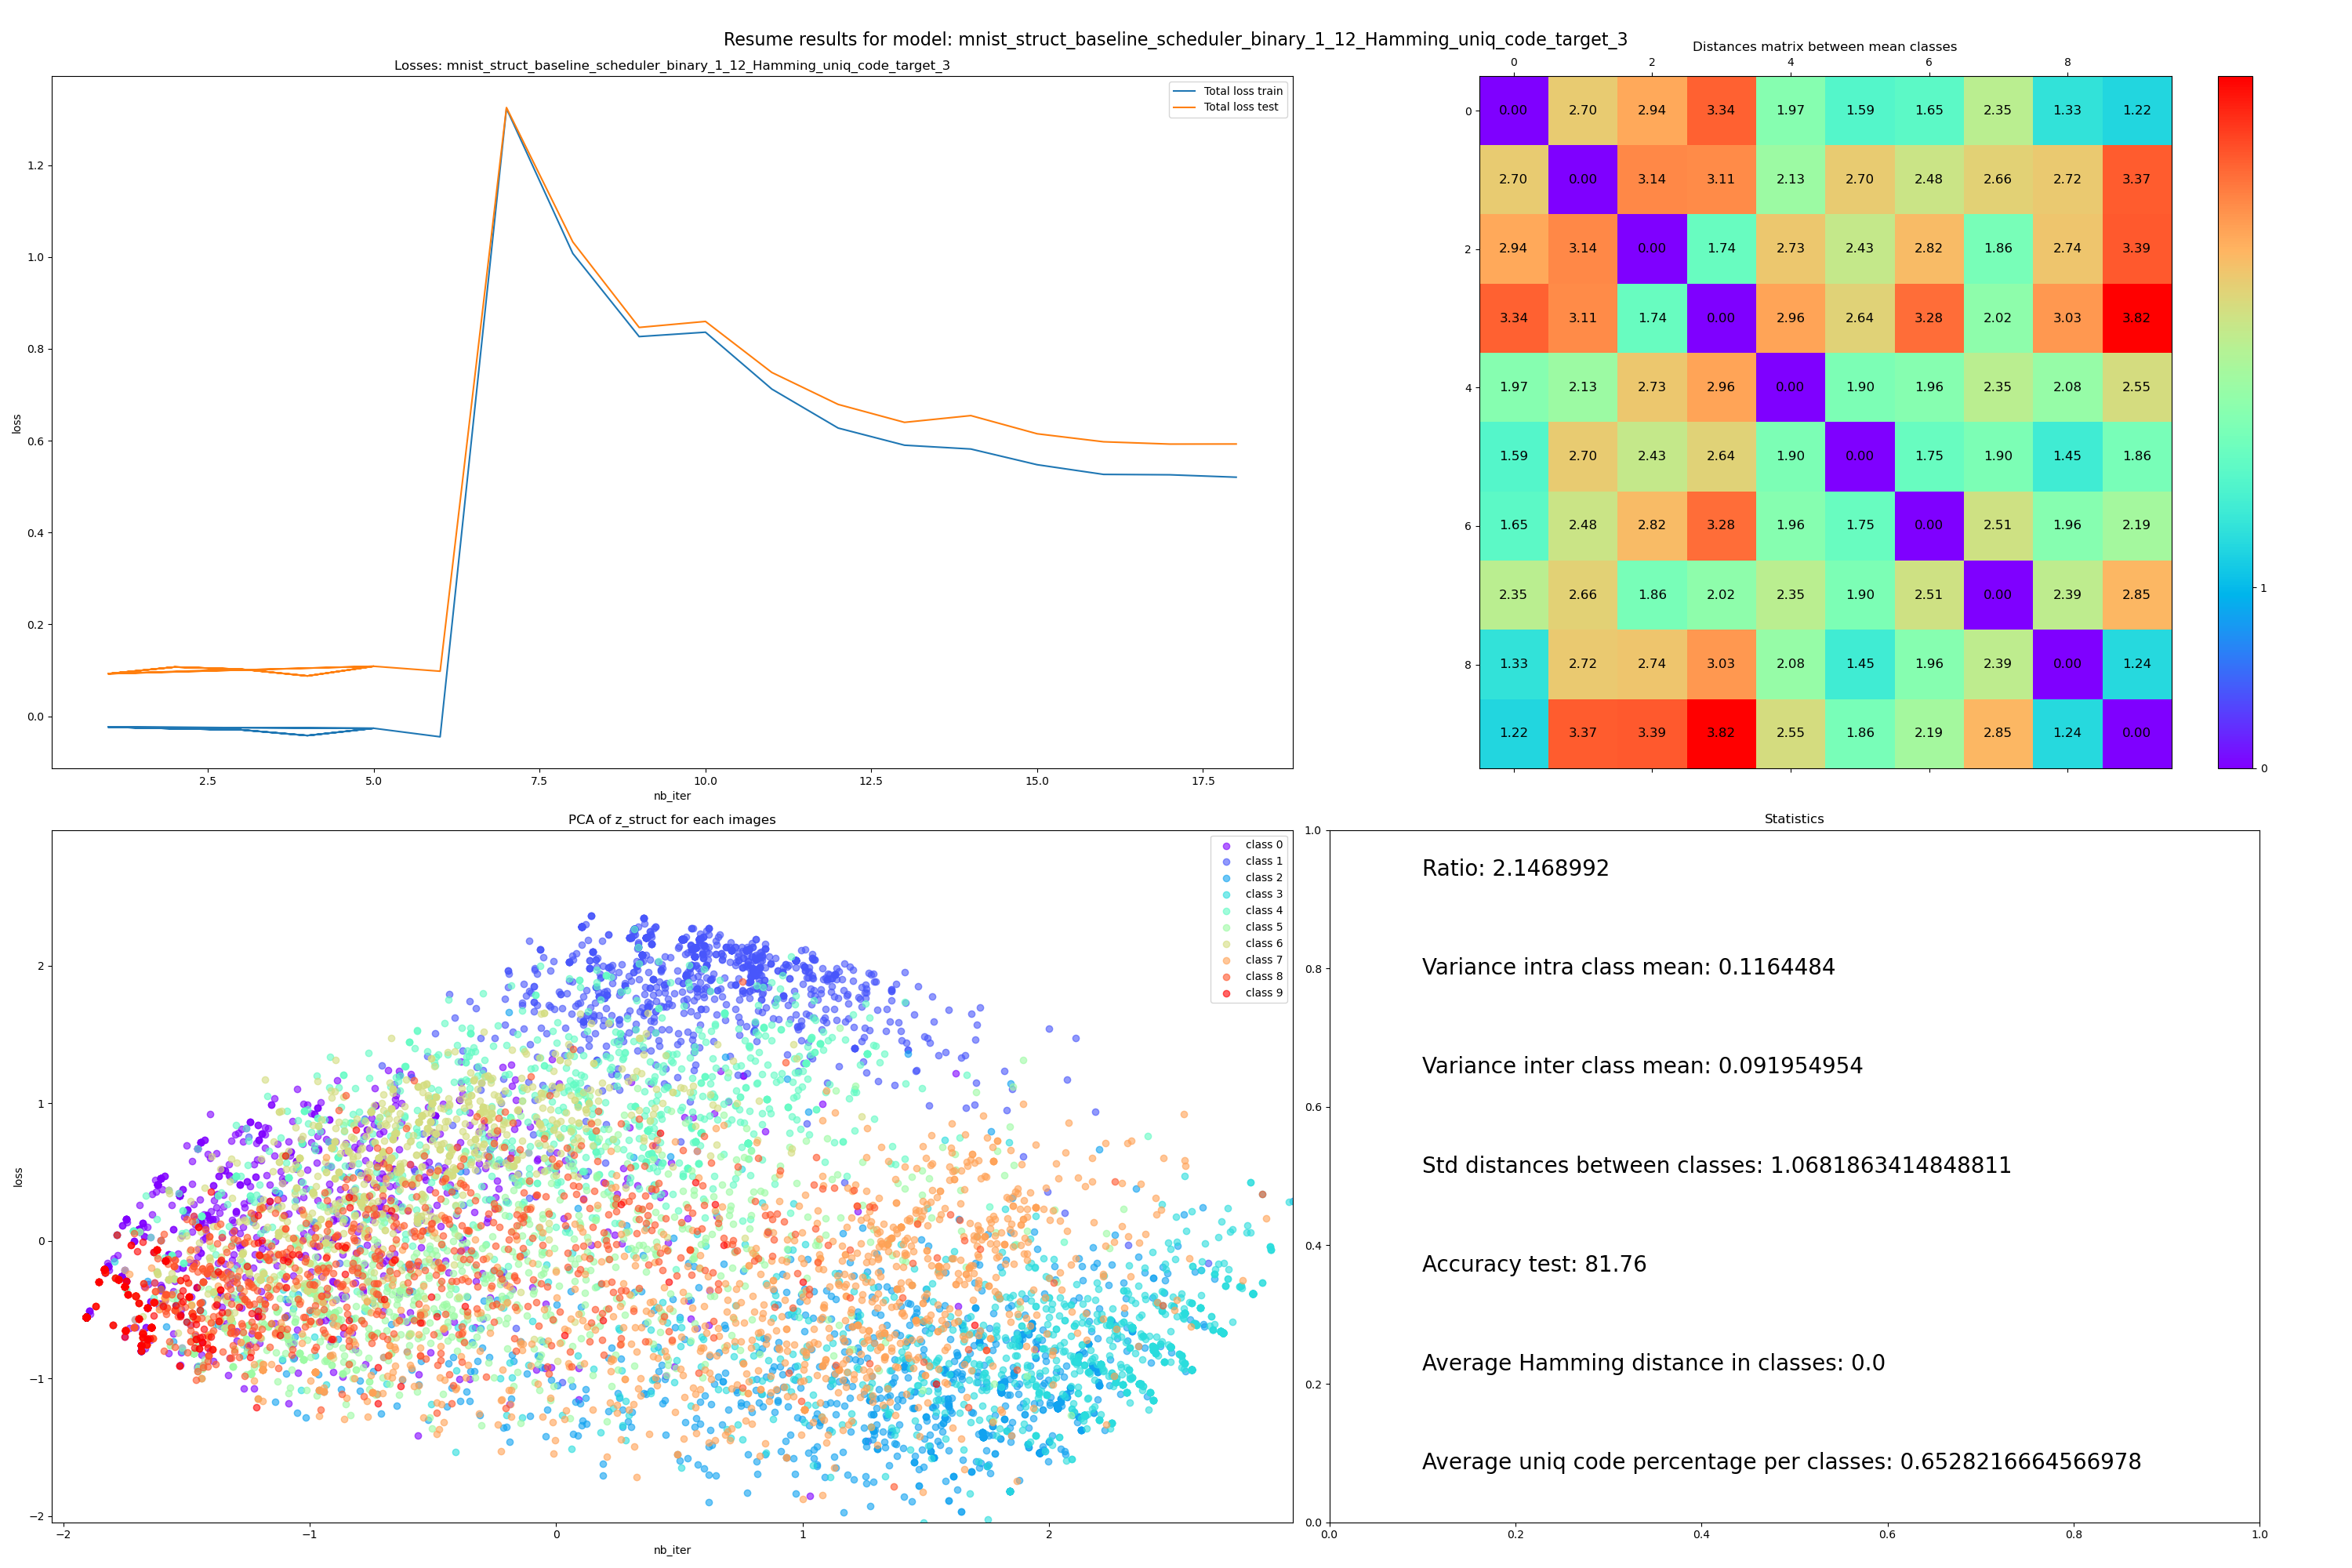 Resume results for model: mnist_struct_baseline_scheduler_binary_1_12_Hamming_uniq_code_target_3
Losses: mnist_struct_baseline_scheduler_binary_1_12_Hamming_uniq_code_target_3
Total loss train
Total loss test
1.2
1.0
0.8
0.6
0.4
0.2
0.0
loss
2.5 5.0 7.5 10.0 12.5 15.0 17.5
nb_iter
Distances matrix between mean classes
0 2 4 6 8
0 0.00 2.70 2.94 3.34 1.97 1.59 1.65 2.35 1.33 1.22
2.70 0.00 3.14 3.11 2.13 2.70 2.48 2.66 2.72 3.37
2 2.94 3.14 0.00 1.74 2.73 2.43 2.82 1.86 2.74 3.39
3.34 3.11 1.74 0.00 2.96 2.64 3.28 2.02 3.03 3.82
4 1.97 2.13 2.73 2.96 0.00 1.90 1.96 2.35 2.08 2.55
1.59 2.70 2.43 2.64 1.90 0.00 1.75 1.90 1.45 1.86
6 1.65 2.48 2.82 3.28 1.96 1.75 0.00 2.51 1.96 2.19
2.35 2.66 1.86 2.02 2.35 1.90 2.51 0.00 2.39 2.85
8 1.33 2.72 2.74 3.03 2.08 1.45 1.96 2.39 0.00 1.24
1.22 3.37 3.39 3.82 2.55 1.86 2.19 2.85 1.24 0.00
1
0
PCA of z_struct for each images
class 0
class 1
class 2
class 3
class 4
class 5
class 6
class 7
class 8
class 9
2
1
0
−1
−2
loss
−2 −1 0 1 2
nb_iter
Statistics
1.0
0.8
0.6
0.4
0.2
0.0
Ratio: 2.1468992
Variance intra class mean: 0.1164484
Variance inter class mean: 0.091954954
Std distances between classes: 1.0681863414848811
Accuracy test: 81.76
Average Hamming distance in classes: 0.0
Average uniq code percentage per classes: 0.6528216664566978
0.0 0.2 0.4 0.6 0.8 1.0